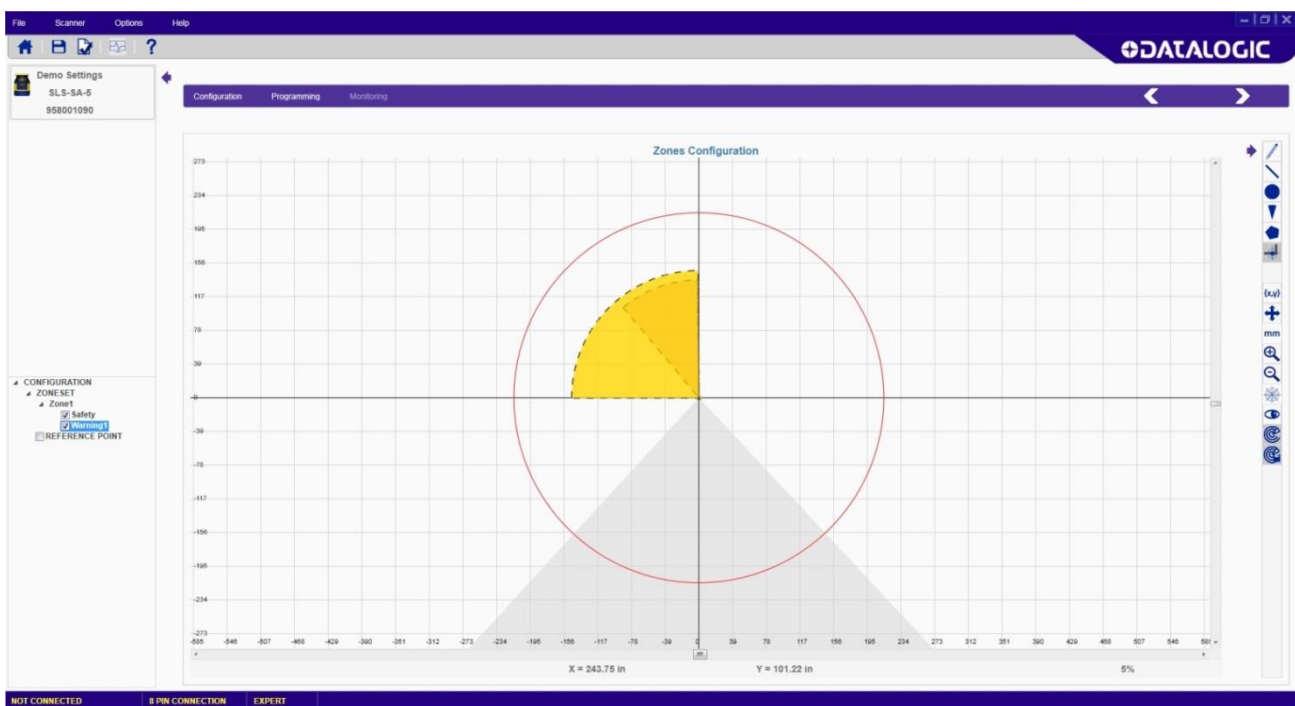 File Scanner Options Help
?
DATALOGIC
Demo Settings
SLS-SA-5
958001090
Configuration Programming Monitoring
Zones Configuration
273
234
195
156
117
78
39
0
-39
-78
-117
-156
-195
-234
-273
-585 -546 -507 -468 -429 -390 -351 -312 -273 -234 -195 -156 -117 -78 -39 0 39 78 117 156 195 234 273 312 351 390 429 468 507 546
X = 243.75 in Y = 101.22 in 5%
(x,y)
mm
CONFIGURATION
ZONESET
Zone1
Safety
Warning1
REFERENCE POINT
NOT CONNECTED 8 PIN CONNECTION EXPERT